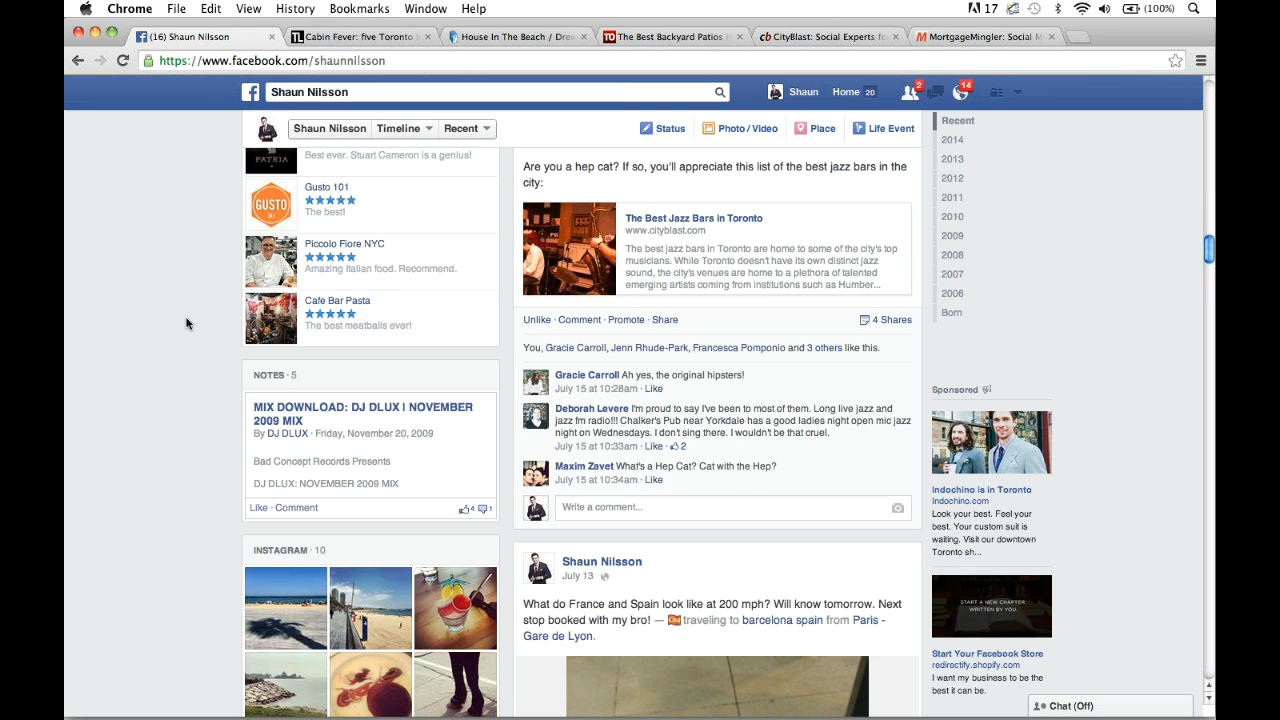 Chrome File Edit View History Bookmarks Window Help
17 (100%)
(16) Shaun Nilsson
Cabin Fever: five Toronto
House In The Beach / Drew
The Best Backyard Patios i
CityBlast: Social Experts fo
MortgageMingler: Social M
https://www.facebook.com/shaunnilsson
Shaun Nilsson
Shaun Home 20 2 14
Shaun Nilsson Timeline Recent
Status Photo / Video Place Life Event
PATRIA
Best ever. Stuart Cameron is a genius!
GUSTO
101
Gusto 101
The best!
Piccolo Fiore NYC
Amazing Italian food. Recommend.
Cafe Bar Pasta
The best meatballs ever!
NOTES · 5
MIX DOWNLOAD: DJ DLUX | NOVEMBER
2009 MIX
By DJ DLUX · Friday, November 20, 2009
Bad Concept Records Presents
DJ DLUX: NOVEMBER 2009 MIX
Like · Comment 4 1
INSTAGRAM · 10
Are you a hep cat? If so, you'll appreciate this list of the best jazz bars in the
city:
The Best Jazz Bars in Toronto
www.cityblast.com
The best jazz bars in Toronto are home to some of the city's top
musicians. While Toronto doesn't have its own distinct jazz
sound, the city's venues are home to a plethora of talented
emerging artists coming from institutions such as Humber...
Unlike · Comment · Promote · Share 4 Shares
You, Gracie Carroll, Jenn Rhude-Park, Francesca Pomponio and 3 others like this.
Gracie Carroll Ah yes, the original hipsters!
July 15 at 10:28am · Like
Deborah Levere I'm proud to say I've been to most of them. Long live jazz and
jazz fm radio!!! Chalker's Pub near Yorkdale has a good ladies night open mic jazz
night on Wednesdays. I don't sing there. I wouldn't be that cruel.
July 15 at 10:33am · Like · 2
Maxim Zavet What's a Hep Cat? Cat with the Hep?
July 15 at 10:34am · Like
Write a comment...
Shaun Nilsson
July 13
What do France and Spain look like at 200 mph? Will know tomorrow. Next
stop booked with my bro! — traveling to barcelona spain from Paris -
Gare de Lyon.
Recent
2014
2013
2012
2011
2010
2009
2008
2007
2006
Born
Sponsored
Indochino is in Toronto
Indochino.com
Look your best. Feel your
best. Your custom suit is
waiting. Visit our downtown
Toronto sh...
START A NEW CHAPTER.
WRITTEN BY YOU.
Start Your Facebook Store
redirectify.shopify.com
I want my business to be the
best it can be.
Chat (Off)